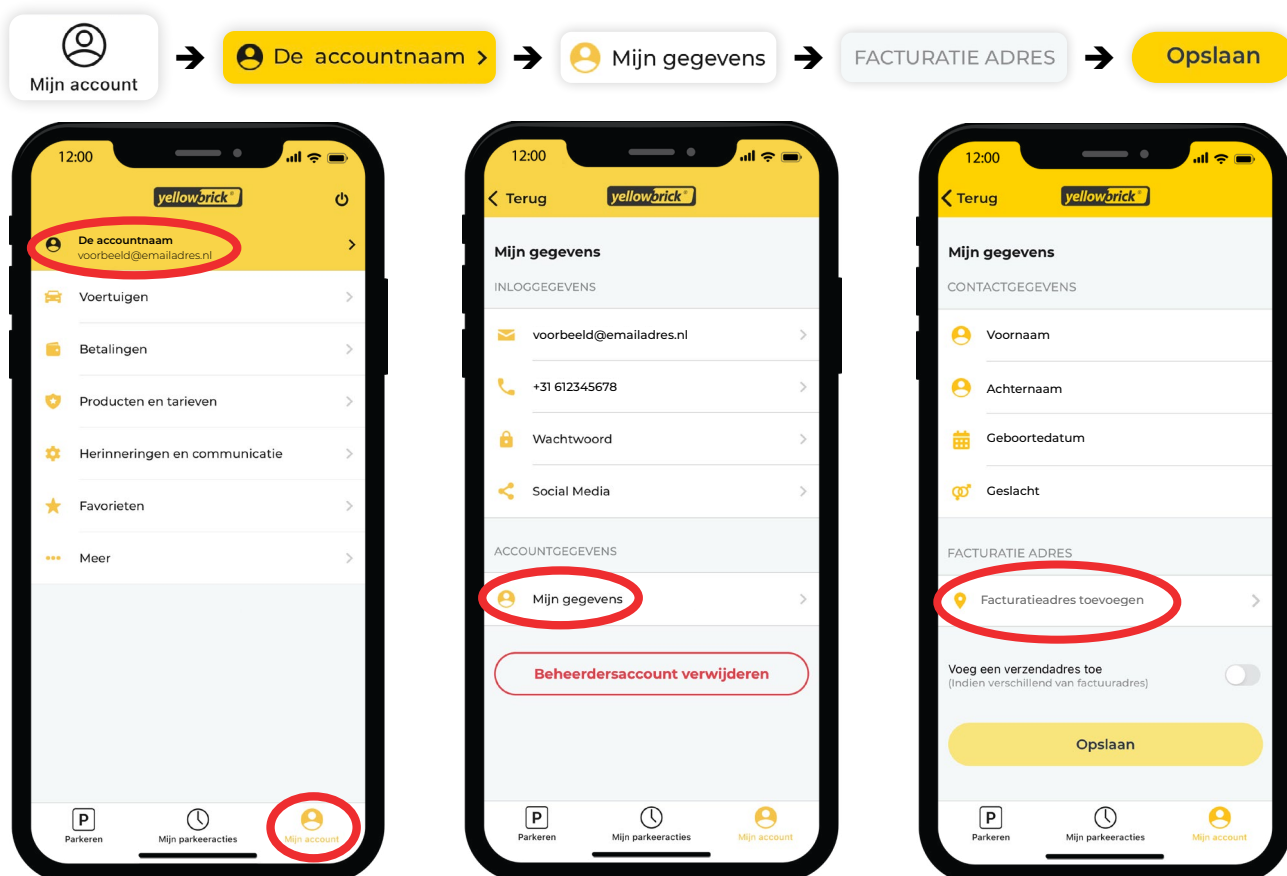 Mijn account
De accountnaam
Mijn gegevens
FACTURATIE ADRES
Opslaan
12:00
yellowbrick
De accountnaam
voorbeeld@emailadres.nl
Voertuigen
Betalingen
Producten en tarieven
Herinneringen en communicatie
Favorieten
Meer
P
Parkeren
Mijn parkeeracties
Mijn account
12:00
Terug
yellowbrick
Mijn gegevens
INLOGGEGEVENS
voorbeeld@emailadres.nl
+31 612345678
Wachtwoord
Social Media
ACCOUNTGEGEVENS
Mijn gegevens
Beheerdersaccount verwijderen
P
Parkeren
Mijn parkeeracties
Mijn account
12:00
Terug
yellowbrick
Mijn gegevens
CONTACTGEGEVENS
Voornaam
Achternaam
Geboortedatum
Geslacht
FACTURATIE ADRES
Facturatieadres toevoegen
Voeg een verzendadres toe
(Indien verschillend van factuuradres)
Opslaan
P
Parkeren
Mijn parkeeracties
Mijn account